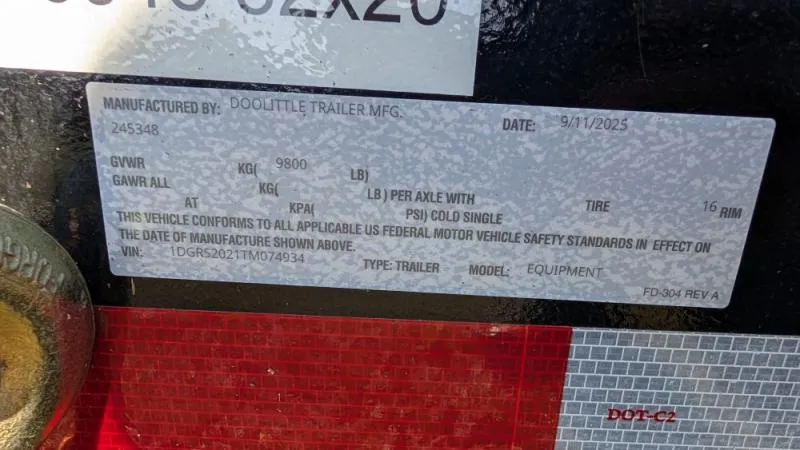 82X20
MANUFACTURED BY: DOOLITTLE TRAILER MFG. DATE: 9/11/2025
245348
GVWR KG( 9800 LB)
GAWR ALL KG( LB) PER AXLE WITH TIRE 16 RIM
AT KPA( PSI) COLD SINGLE
THIS VEHICLE CONFORMS TO ALL APPLICABLE US FEDERAL MOTOR VEHICLE SAFETY STANDARDS IN EFFECT ON
THE DATE OF MANUFACTURE SHOWN ABOVE.
VIN: 1DGRS2021TM074934 TYPE: TRAILER MODEL: EQUIPMENT
FD-304 REV A
DOT-C2